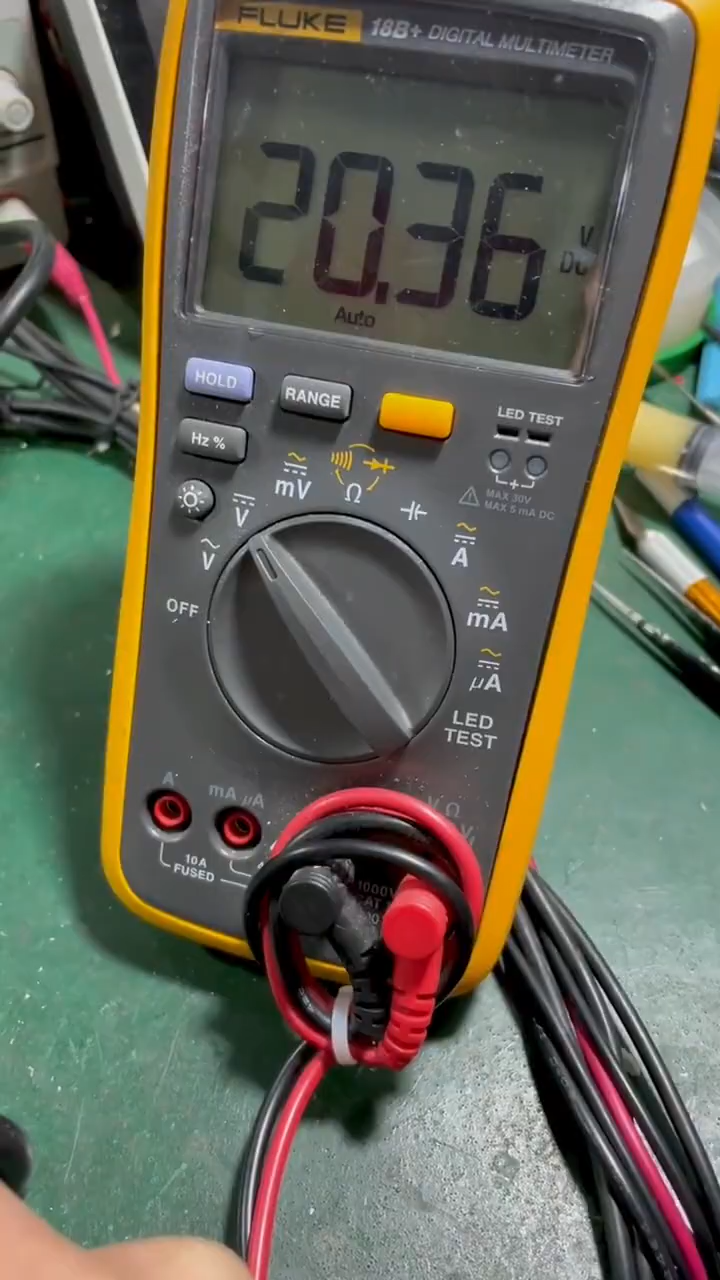 FLUKE 18B+ DIGITAL MULTIMETER
20.36
V
DC
Auto
HOLD
RANGE
LED TEST
Hz %
mV
Ω
MAX 30V
MAX 5 mA DC
V
A
V
OFF
mA
µA
LED
TEST
A
mA µA
V Ω
10A
FUSED
1000V